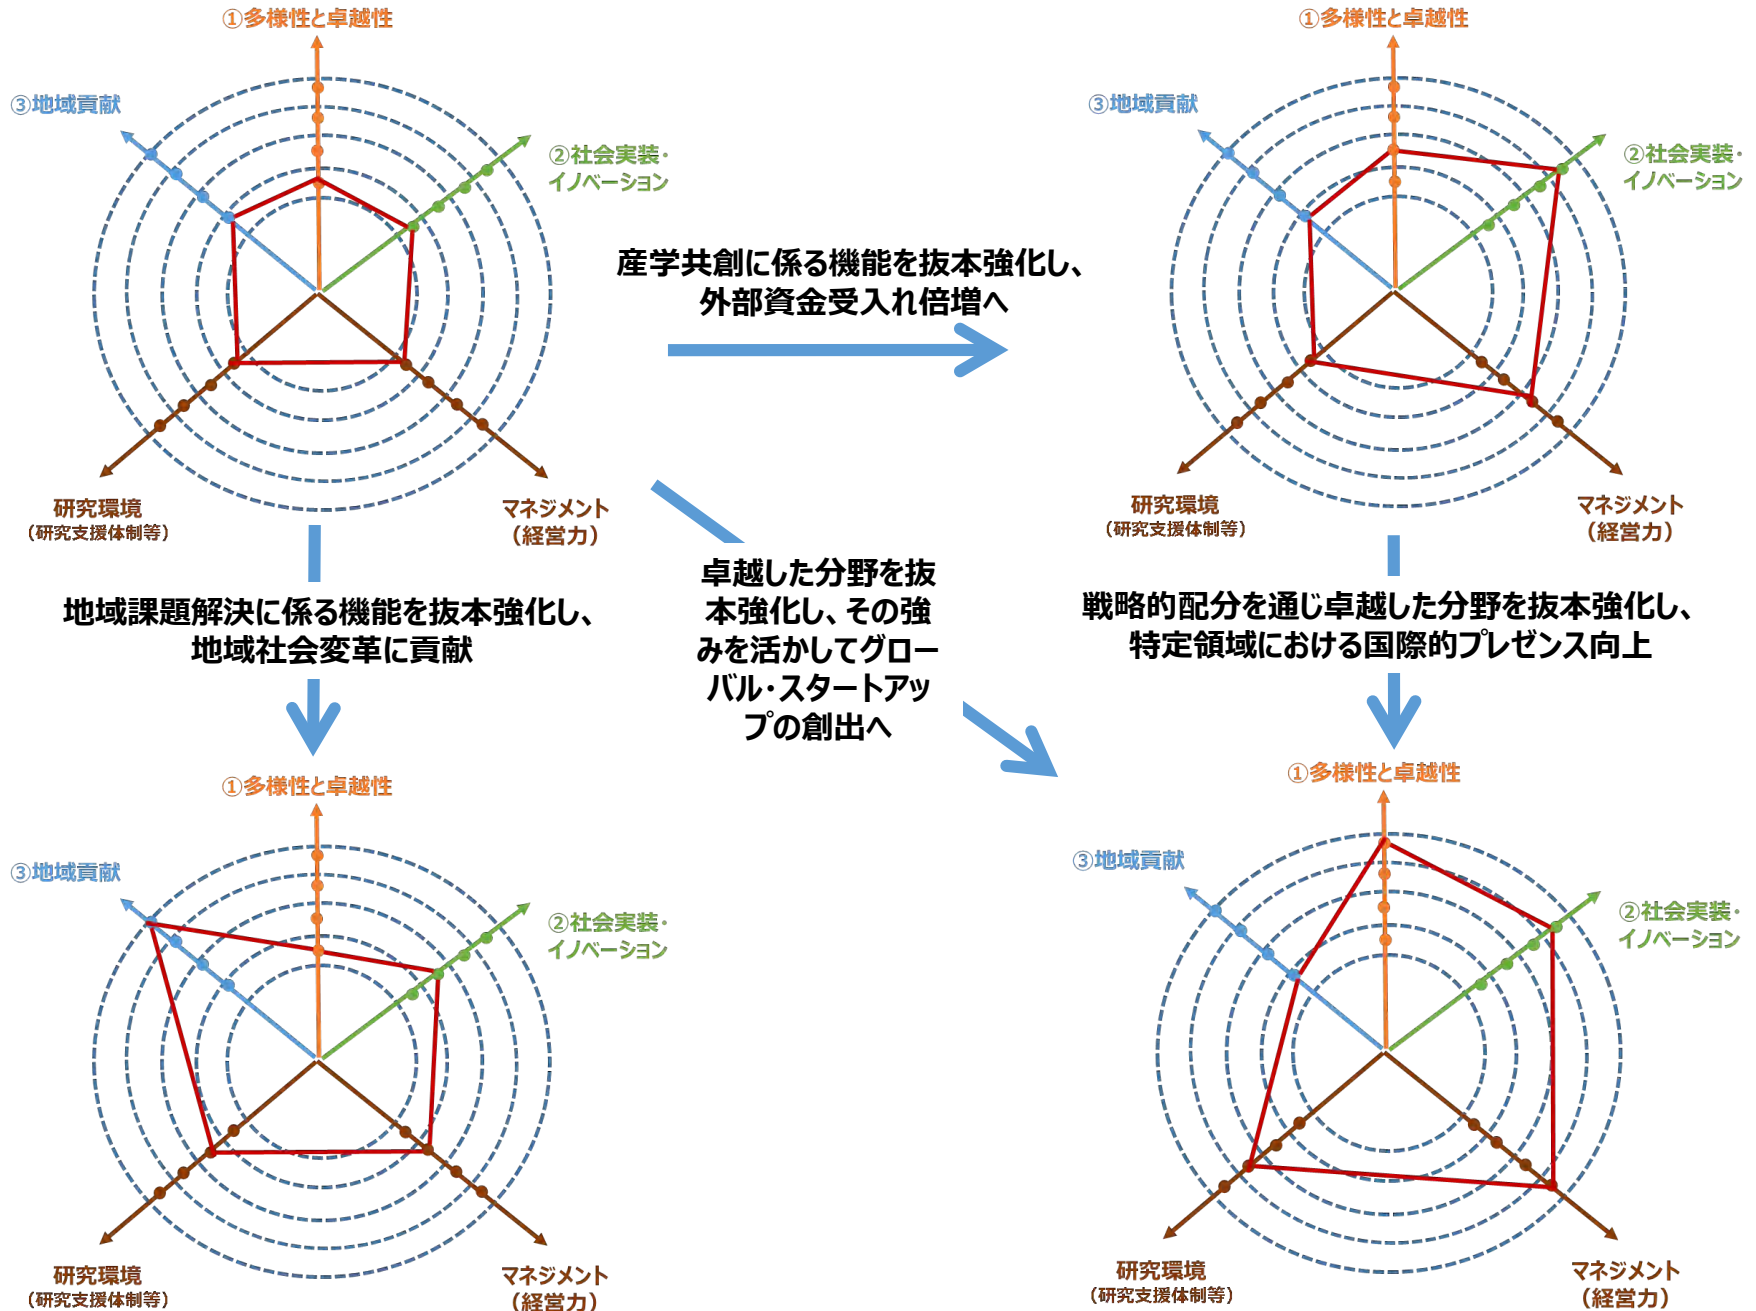 ①多様性と卓越性
③地域貢献
②社会実装・
イノベーション
研究環境
（研究支援体制等）
マネジメント
（経営力）
産学共創に係る機能を抜本強化し、
外部資金受入れ倍増へ
①多様性と卓越性
③地域貢献
②社会実装・
イノベーション
研究環境
（研究支援体制等）
マネジメント
（経営力）
地域課題解決に係る機能を抜本強化し、
地域社会変革に貢献
卓越した分野を抜
本強化し、その強
みを活かしてグロー
バル・スタートアッ
プの創出へ
戦略的配分を通じ卓越した分野を抜本強化し、
特定領域における国際的プレゼンス向上
①多様性と卓越性
③地域貢献
②社会実装・
イノベーション
研究環境
（研究支援体制等）
マネジメント
（経営力）
①多様性と卓越性
③地域貢献
②社会実装・
イノベーション
研究環境
（研究支援体制等）
マネジメント
（経営力）